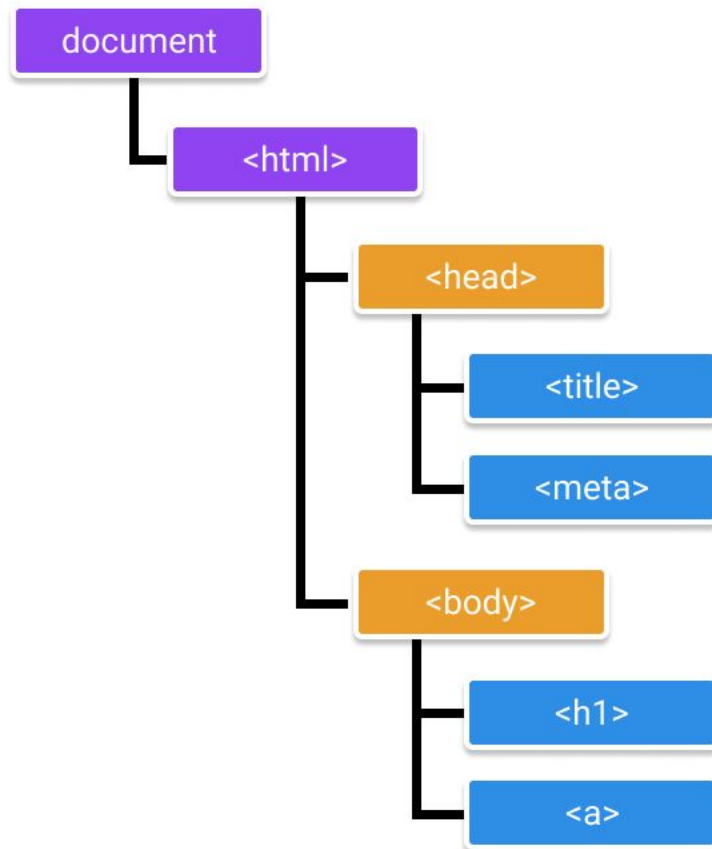 document
<html>
<head>
<title>
<meta>
<body>
<h1>
<a>